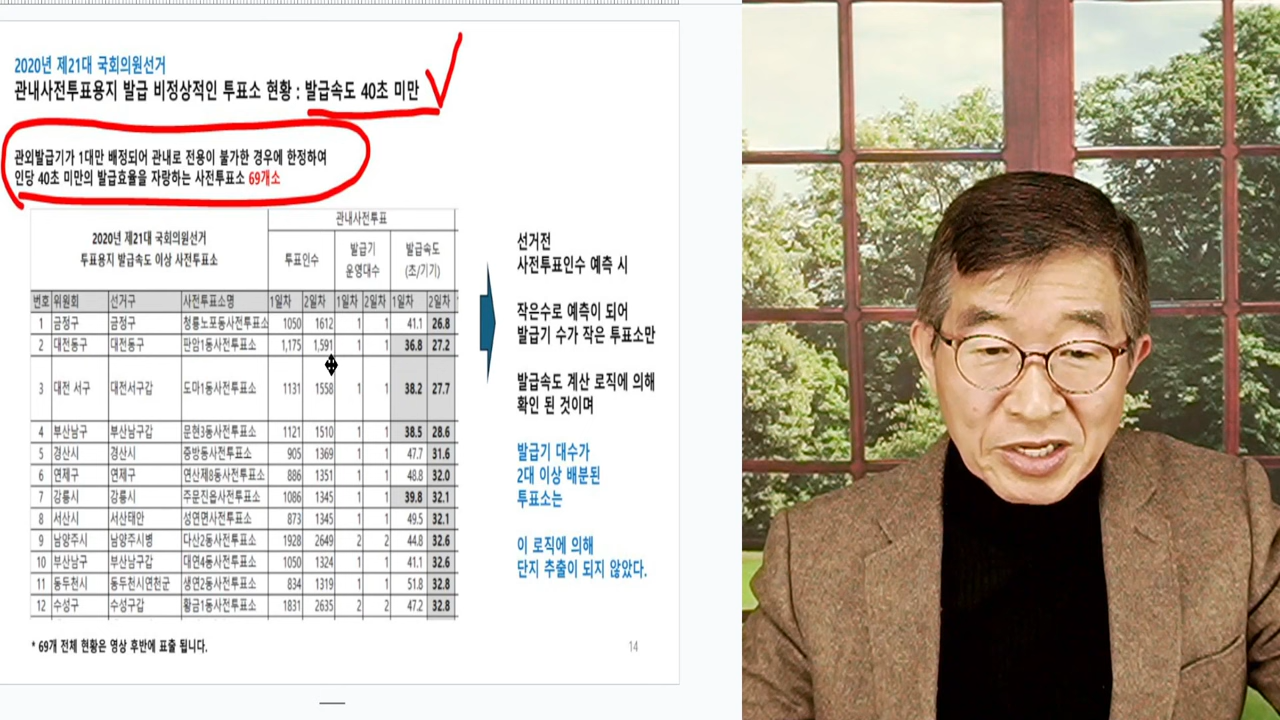 2020년 제21대 국회의원선거
관내사전투표용지 발급 비정상적인 투표소 현황 : 발급속도 40초 미만
관외발급기가 1대만 배정되어 관내로 전용이 불가한 경우에 한정하여
인당 40초 미만의 발급효율을 자랑하는 사전투표소 69개소
2020년 제21대 국회의원선거
투표용지 발급속도 이상 사전투표소
관내사전투표
투표인수 발급기 운영대수 발급속도 (초/기기)
번호 위원회 선거구 사전투표소명 1일차 2일차 1일차 2일차 1일차 2일차
1 금정구 금정구 청룡노포동사전투표소 1050 1612 1 1 41.1 26.8
2 대전동구 대전동구 판암1동사전투표소 1,175 1,591 1 1 36.8 27.2
3 대전 서구 대전서구갑 도마1동사전투표소 1131 1558 1 1 38.2 27.7
4 부산남구 부산남구갑 문현3동사전투표소 1121 1510 1 1 38.5 28.6
5 경산시 경산시 중방동사전투표소 905 1369 1 1 47.7 31.6
6 연제구 연제구 연산제8동사전투표소 886 1351 1 1 48.8 32.0
7 강릉시 강릉시 주문진읍사전투표소 1086 1345 1 1 39.8 32.1
8 서산시 서산태안 성연면사전투표소 873 1345 1 1 49.5 32.1
9 남양주시 남양주시병 다산2동사전투표소 1928 2649 2 2 44.8 32.6
10 부산남구 부산남구갑 대연4동사전투표소 1050 1324 1 1 41.1 32.6
11 동두천시 동두천시연천군 생연2동사전투표소 834 1319 1 1 51.8 32.8
12 수성구 수성구갑 황금1동사전투표소 1831 2635 2 2 47.2 32.8
선거전
사전투표인수 예측 시
작은수로 예측이 되어
발급기 수가 작은 투표소만
발급속도 계산 로직에 의해
확인 된 것이며
발급기 대수가
2대 이상 배분된
투표소는
이 로직에 의해
단지 추출이 되지 않았다.
* 69개 전체 현황은 영상 후반에 표출 됩니다.
14